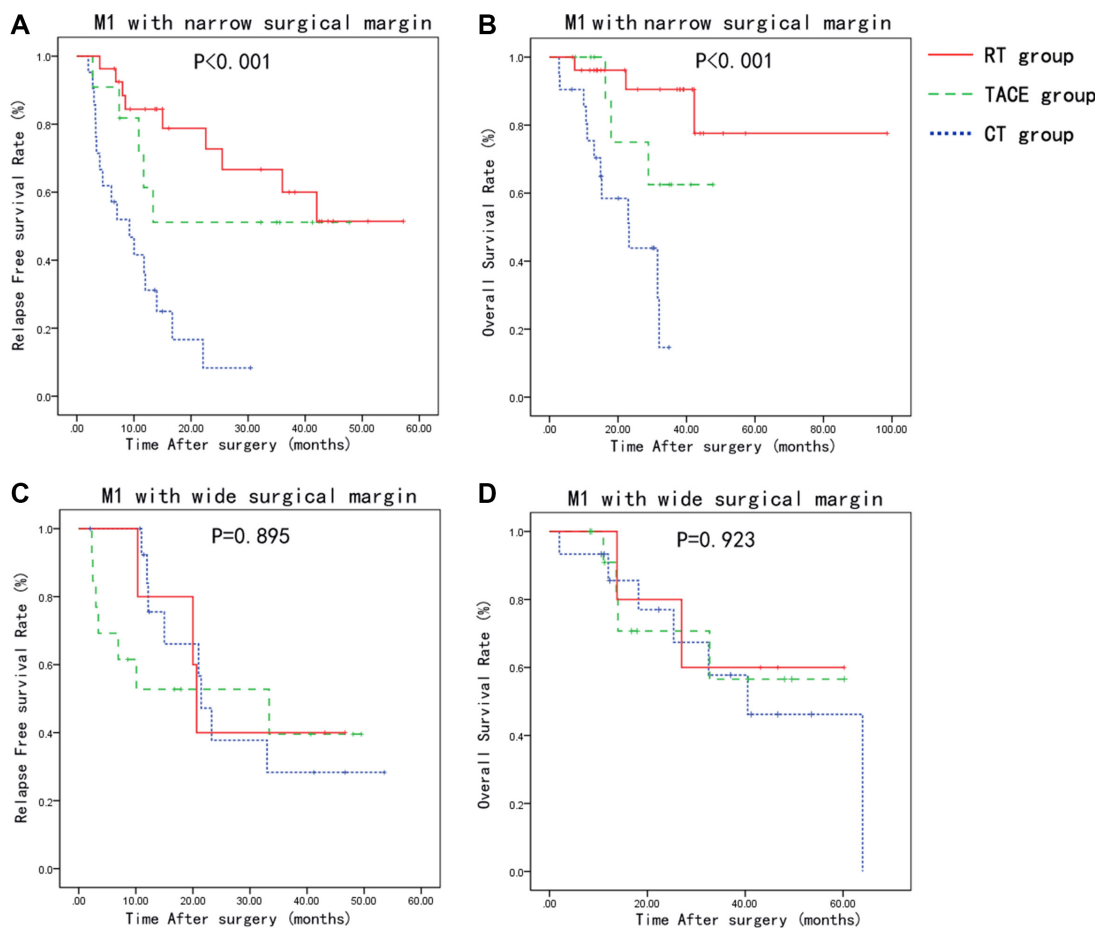 A
M1 with narrow surgical margin
P<0.001
Relapse Free survival Rate (%)
1.0
0.8
0.6
0.4
0.2
0.0
.00 10.00 20.00 30.00 40.00 50.00 60.00
Time After surgery (months)
B
M1 with narrow surgical margin
P<0.001
Overall Survival Rate (%)
1.0
0.8
0.6
0.4
0.2
0.0
.00 20.00 40.00 60.00 80.00 100.00
Time After surgery (months)
RT group
TACE group
CT group
C
M1 with wide surgical margin
P=0.895
Relapse Free survival Rate (%)
1.0
0.8
0.6
0.4
0.2
0.0
.00 10.00 20.00 30.00 40.00 50.00 60.00
Time After surgery (months)
D
M1 with wide surgical margin
P=0.923
Overall Survival Rate (%)
1.0
0.8
0.6
0.4
0.2
0.0
.00 20.00 40.00 60.00
Time After surgery (months)